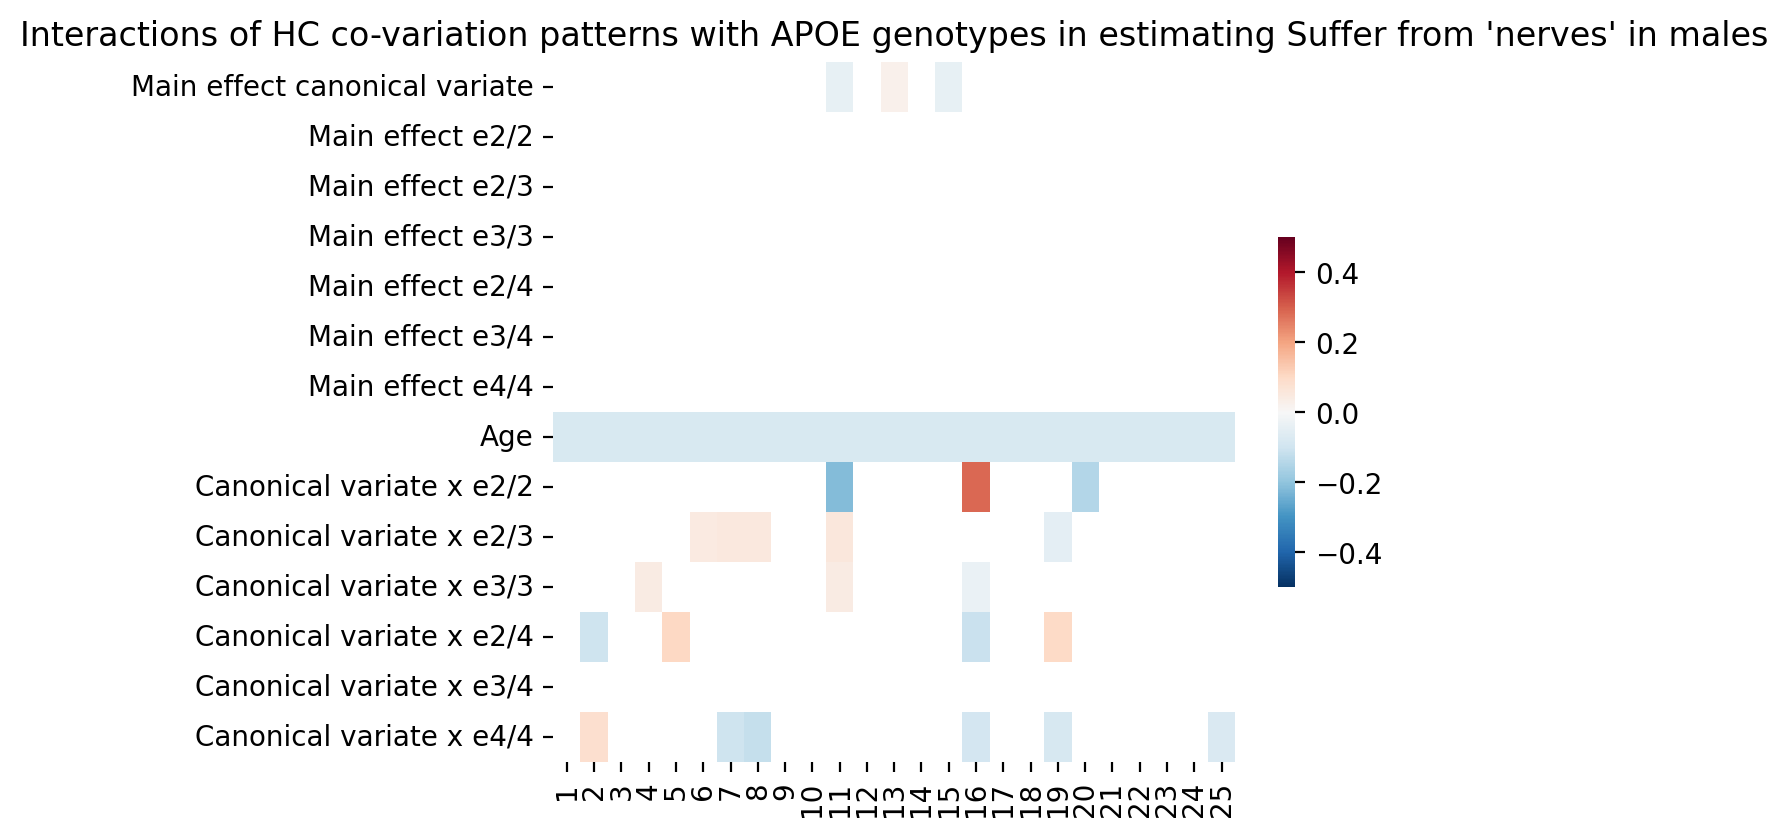 Interactions of HC co-variation patterns with APOE genotypes in estimating Suffer from 'nerves' in males
Main effect canonical variate
Main effect e2/2
Main effect e2/3
Main effect e3/3
Main effect e2/4
Main effect e3/4
Main effect e4/4
Age
Canonical variate x e2/2
Canonical variate x e2/3
Canonical variate x e3/3
Canonical variate x e2/4
Canonical variate x e3/4
Canonical variate x e4/4
1 2 3 4 5 6 7 8 9 10 11 12 13 14 15 16 17 18 19 20 21 22 23 24 25
0.4
0.2
0.0
−0.2
−0.4